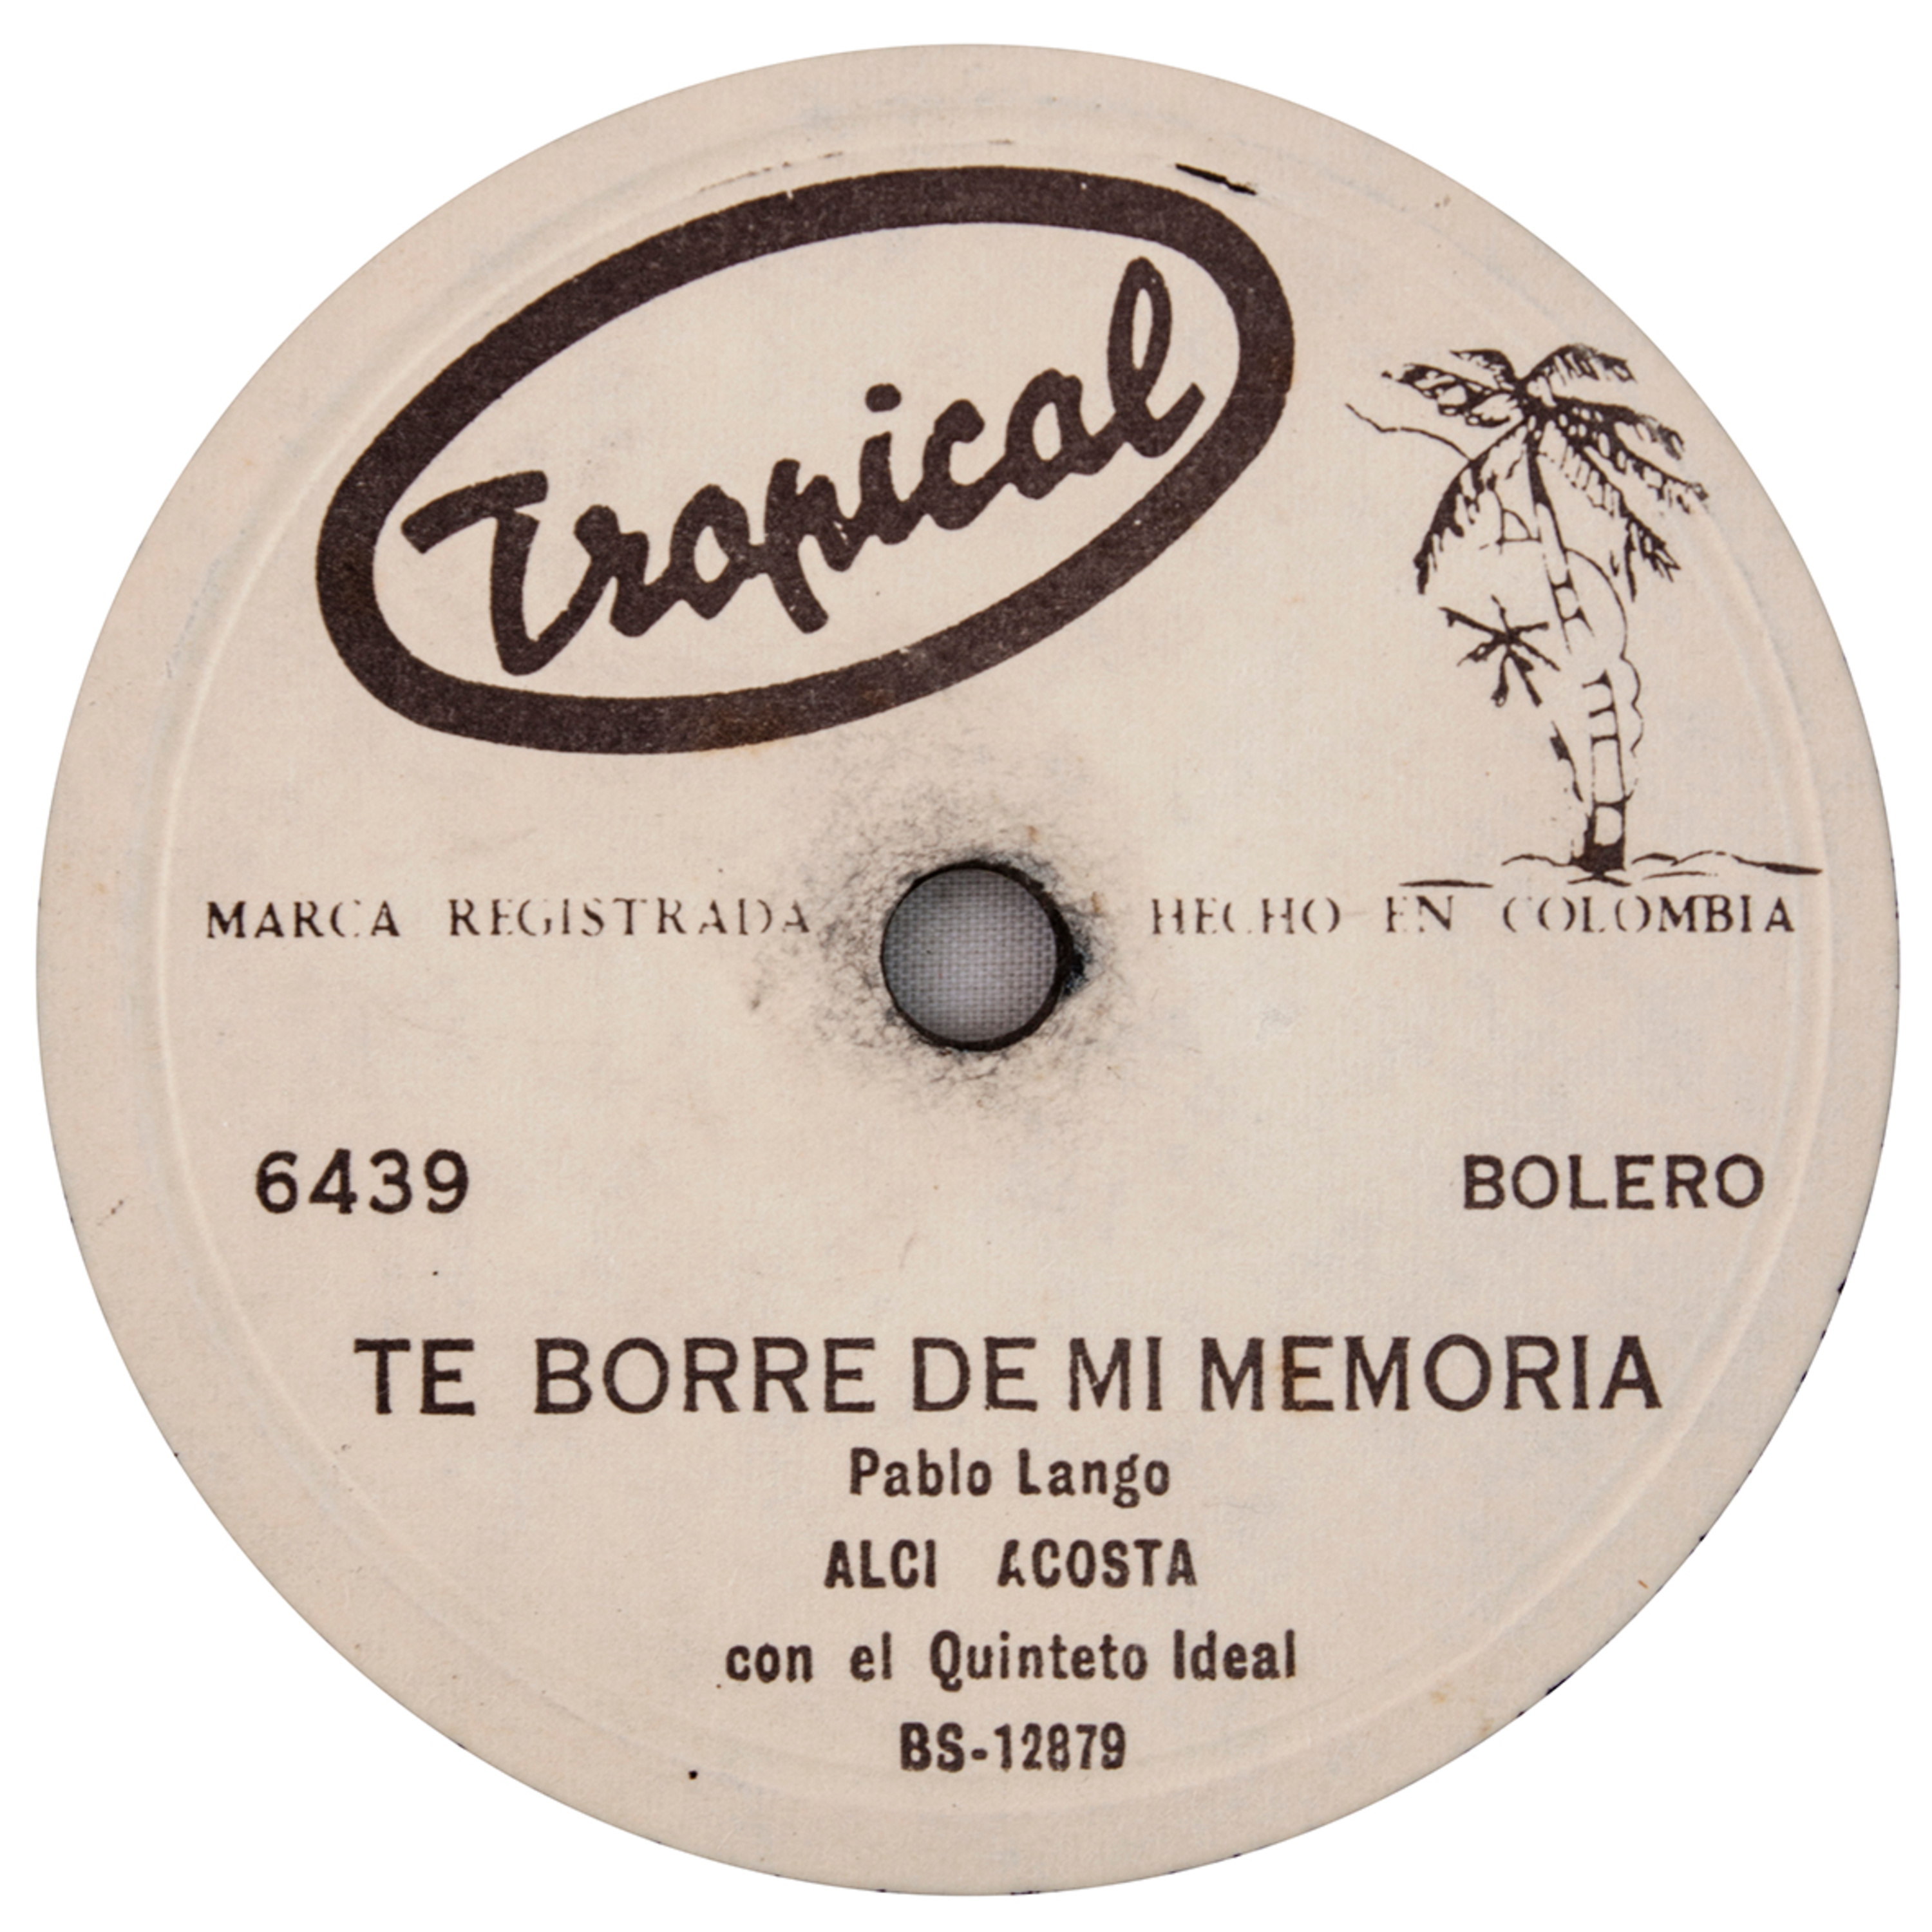 Tropical
MARCA REGISTRADA HECHO EN COLOMBIA
6439 BOLERO
TE BORRE DE MI MEMORIA
Pablo Lango
ALCI ACOSTA
con el Quinteto Ideal
BS-12879